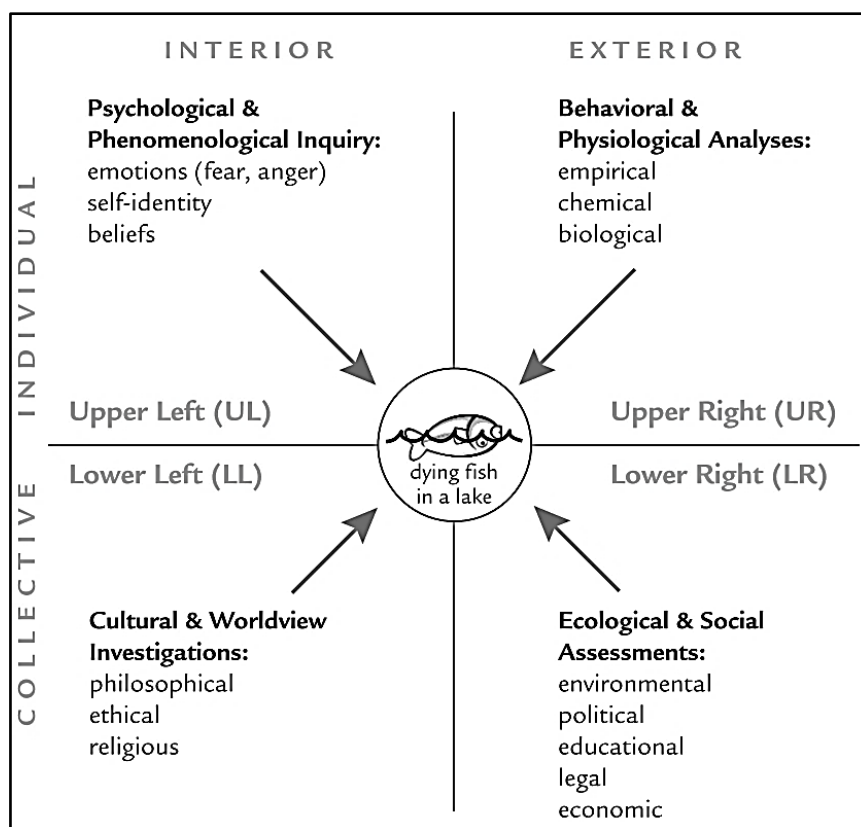 INTERIOR
EXTERIOR
INDIVIDUAL
COLLECTIVE
Psychological &
Phenomenological Inquiry:
emotions (fear, anger)
self-identity
beliefs
Behavioral &
Physiological Analyses:
empirical
chemical
biological
Upper Left (UL)
Upper Right (UR)
dying fish
in a lake
Lower Left (LL)
Lower Right (LR)
Cultural & Worldview
Investigations:
philosophical
ethical
religious
Ecological & Social
Assessments:
environmental
political
educational
legal
economic